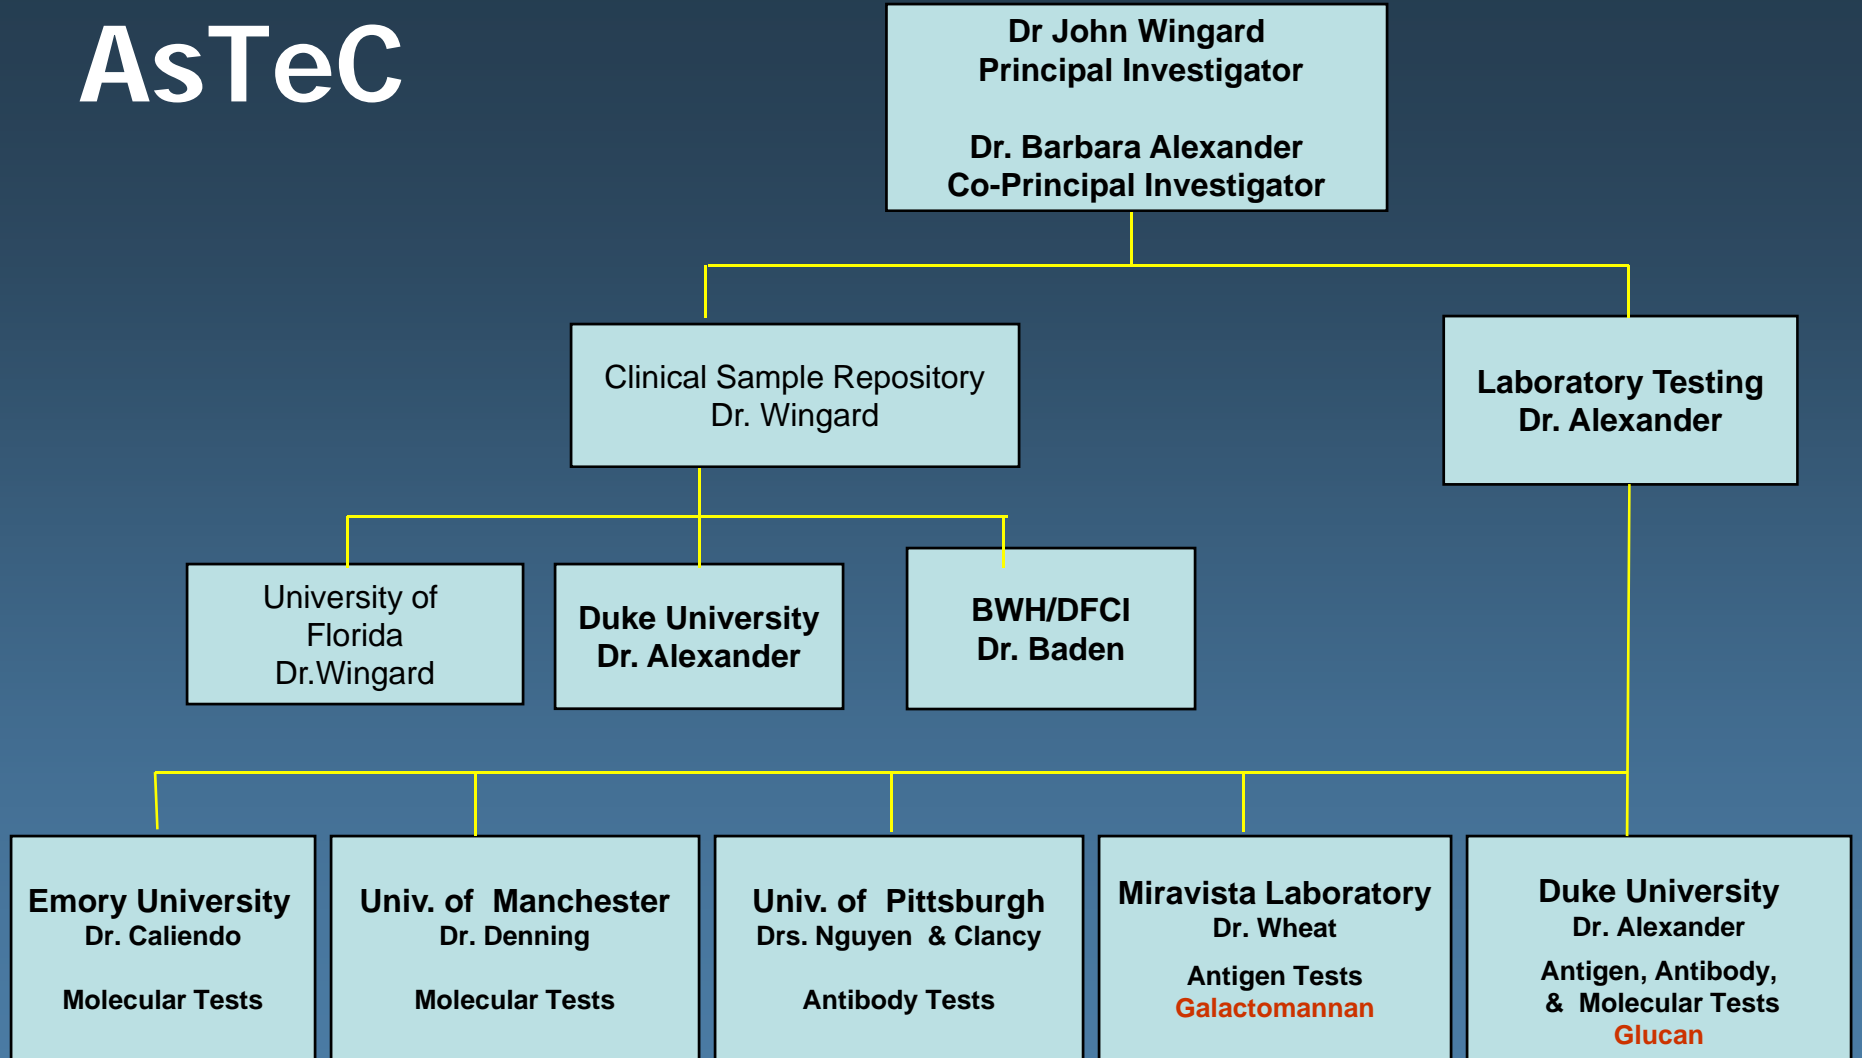 AsTeC
Dr John Wingard
Principal Investigator
Dr. Barbara Alexander
Co-Principal Investigator
Clinical Sample Repository
Dr. Wingard
Laboratory Testing
Dr. Alexander
University of
Florida
Dr.Wingard
Duke University
Dr. Alexander
BWH/DFCI
Dr. Baden
Emory University
Dr. Caliendo
Molecular Tests
Univ. of  Manchester
Dr. Denning
Molecular Tests
Univ. of  Pittsburgh
Drs. Nguyen  & Clancy
Antibody Tests
Miravista Laboratory
Dr. Wheat
Antigen Tests
Galactomannan
Duke University
Dr. Alexander
Antigen, Antibody,
&  Molecular Tests
Glucan